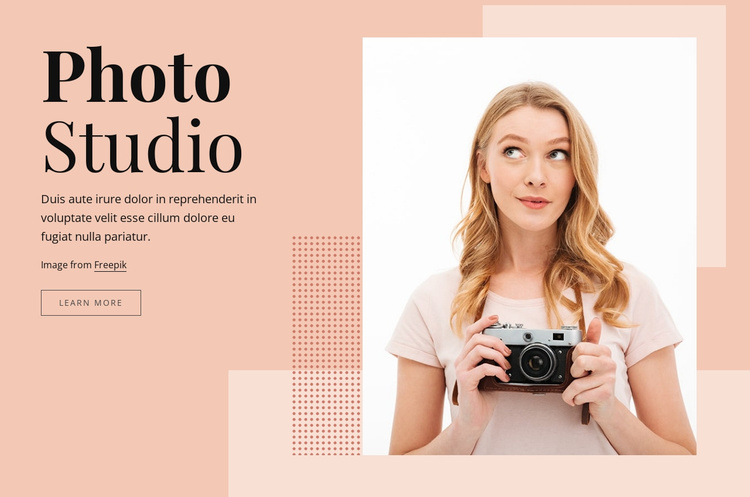 Photo
Studio
Duis aute irure dolor in reprehenderit in
voluptate velit esse cillum dolore eu
fugiat nulla pariatur.
Image from Freepik
LEARN MORE